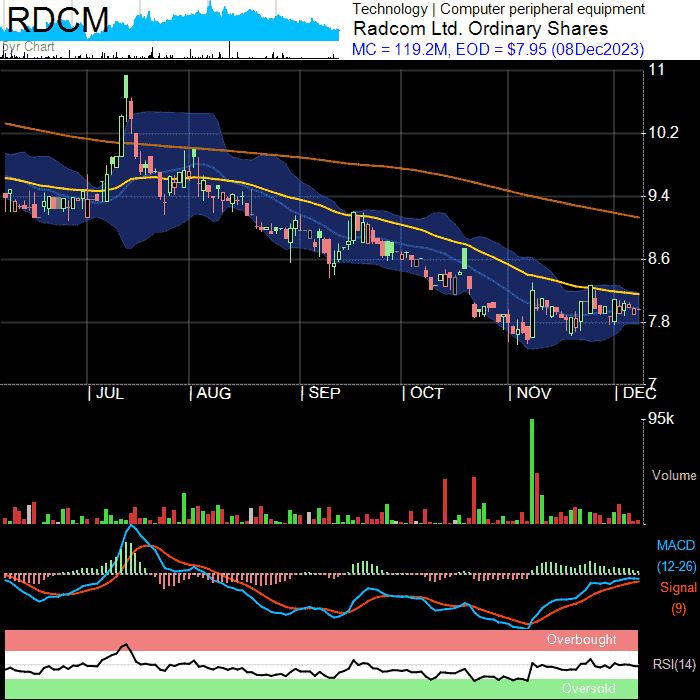 RDCM
5yr Chart
Technology | Computer peripheral equipment
Radcom Ltd. Ordinary Shares
MC = 119.2M, EOD = $7.95 (08Dec2023)
11
10.2
9.4
8.6
7.8
7
JUL AUG SEP OCT NOV DEC
95k
Volume
MACD
(12-26)
Signal
(9)
Overbought
RSI(14)
Oversold